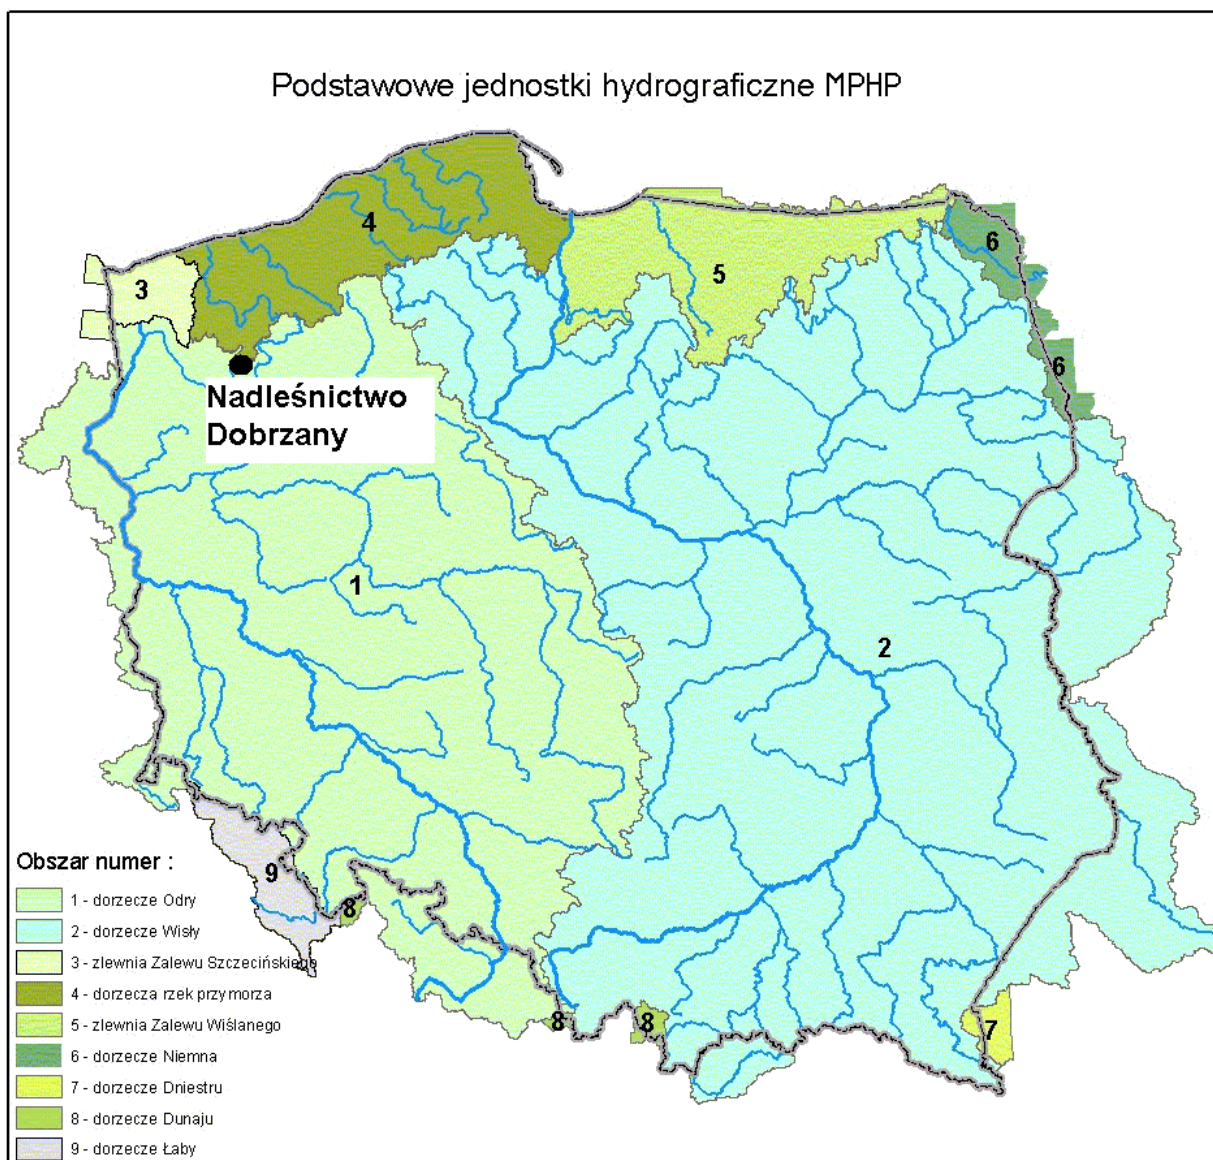 Podstawowe jednostki hydrograficzne MPHP
4
6
3
5
6
Nadleśnictwo
Dobrzany
1
2
9
8
8
8
7
Obszar numer :
1 - dorzecze Odry
2 - dorzecze Wisły
3 - zlewnia Zalewu Szczecińskiego
4 - dorzecza rzek przymorza
5 - zlewnia Zalewu Wiślanego
6 - dorzecze Niemna
7 - dorzecze Dniestru
8 - dorzecze Dunaju
9 - dorzecze Łaby